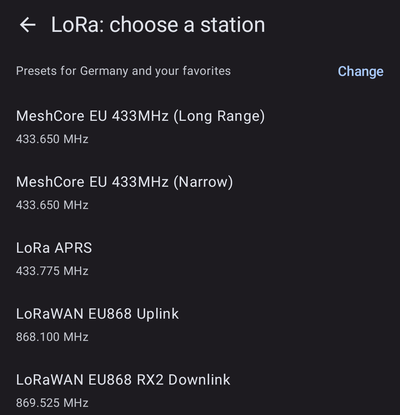 LoRa: choose a station
Presets for Germany and your favorites Change
MeshCore EU 433MHz (Long Range)
433.650 MHz
MeshCore EU 433MHz (Narrow)
433.650 MHz
LoRa APRS
433.775 MHz
LoRaWAN EU868 Uplink
868.100 MHz
LoRaWAN EU868 RX2 Downlink
869.525 MHz